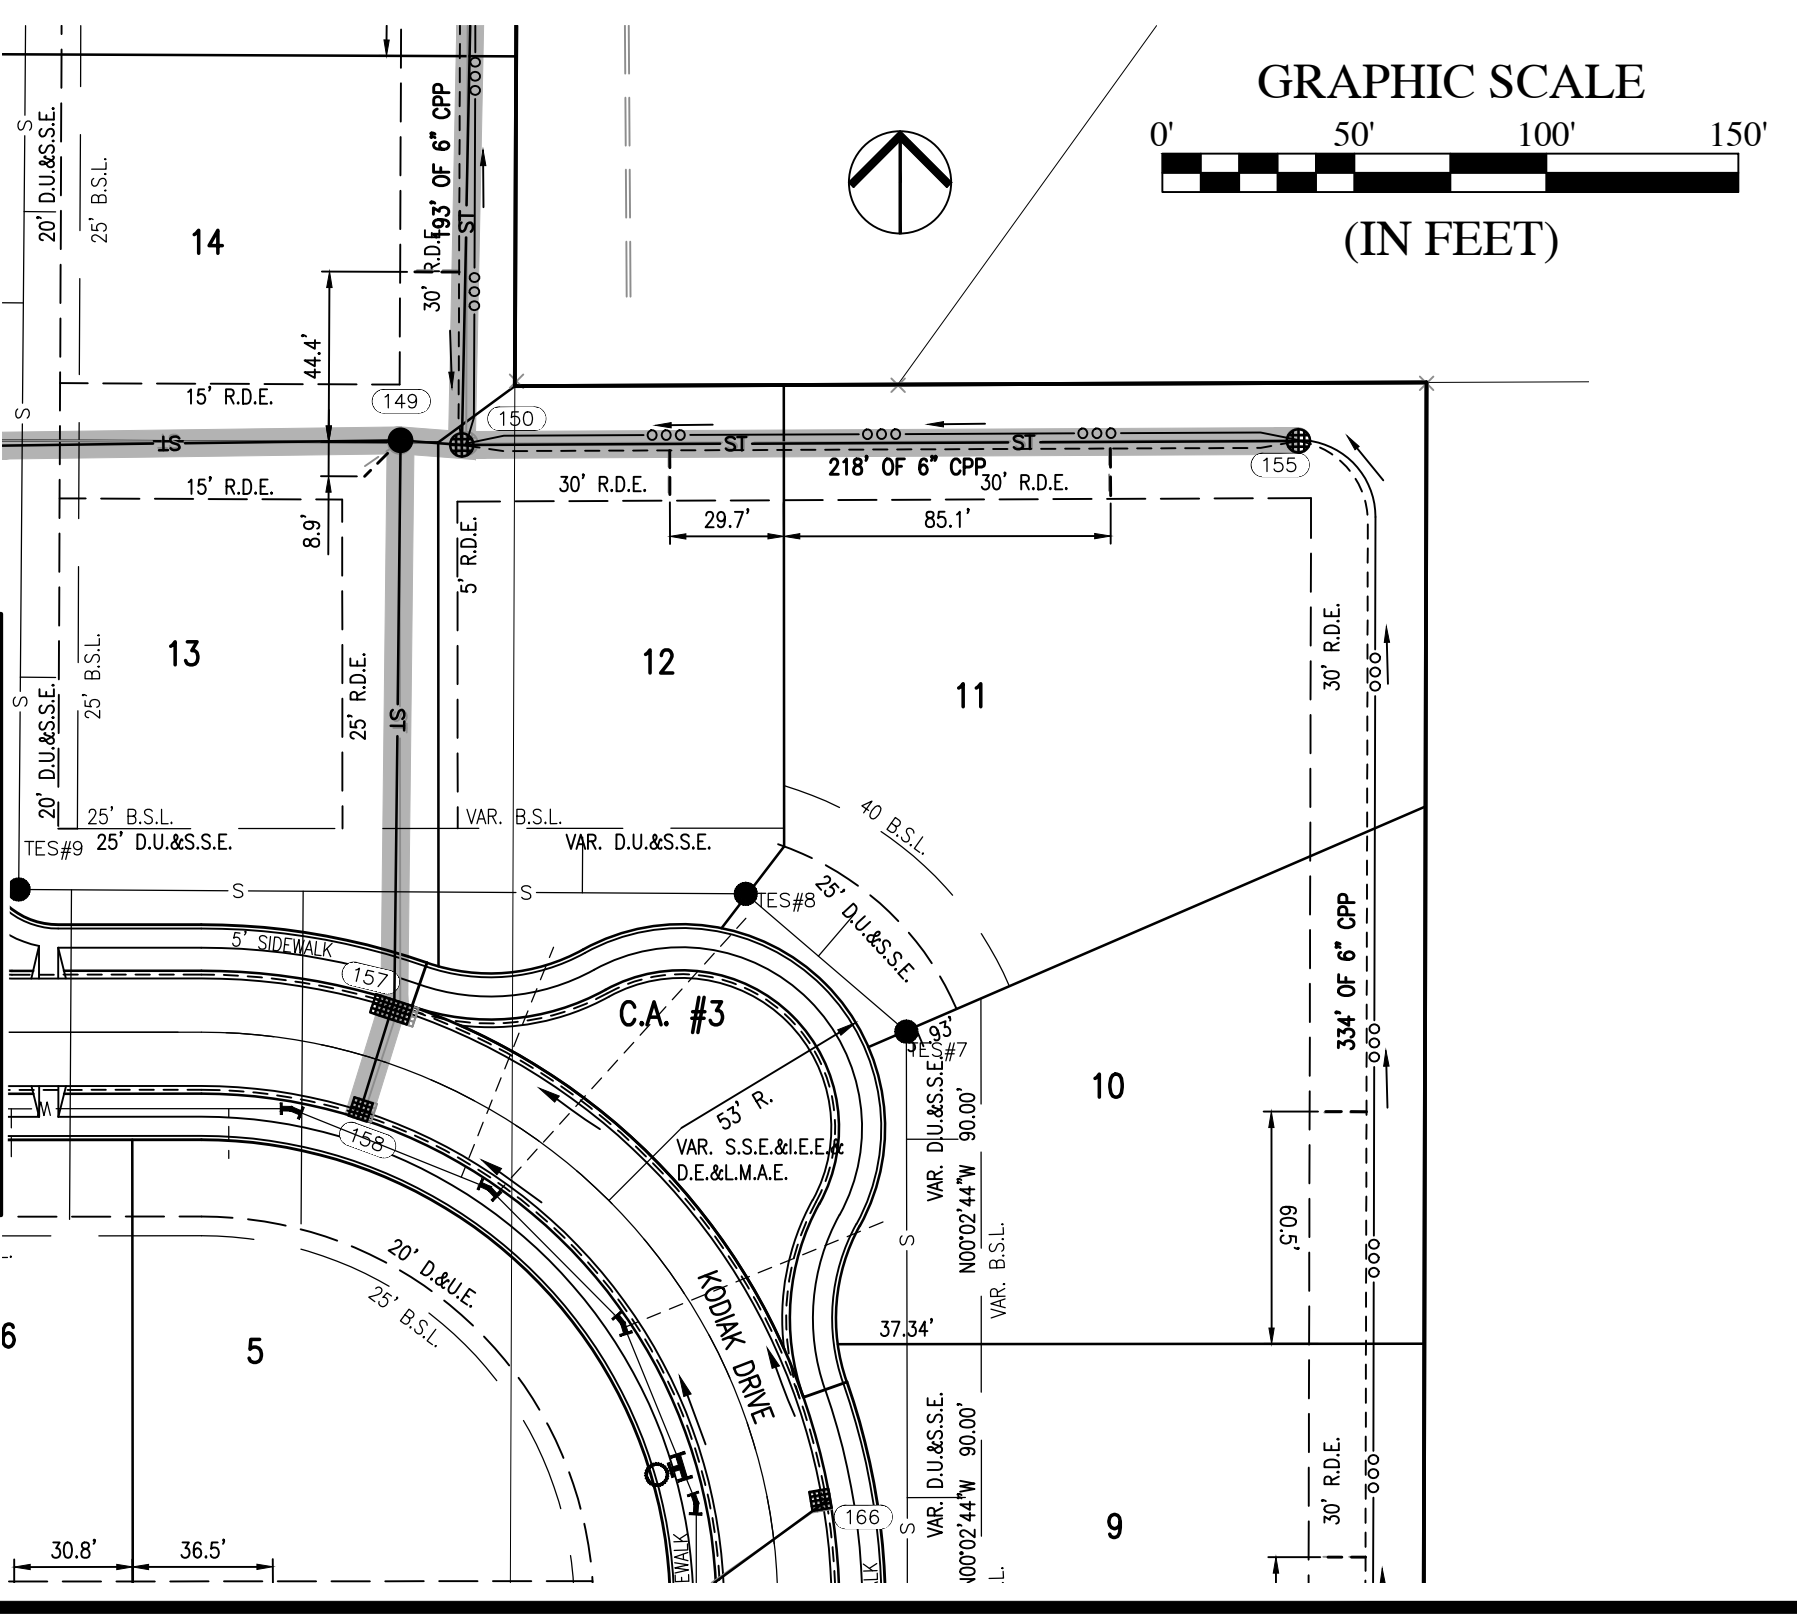 GRAPHIC SCALE
0' 50' 100' 150'
(IN FEET)
S
20' D.U.&S.S.E.
25' B.S.L.
14
193' OF 6" CPP
ST
30' R.D.E.
44.4'
15' R.D.E.
149
150
S
ST
ST
ST
218' OF 6" CPP
155
15' R.D.E.
30' R.D.E.
30' R.D.E.
8.9'
29.7'
85.1'
5' R.D.E.
13
12
11
30' R.D.E.
25' B.S.L.
25' R.D.E.
S
20' D.U.&S.S.E.
ST
25' B.S.L.
VAR. B.S.L.
40 B.S.L.
TES#9
25' D.U.&S.S.E.
VAR. D.U.&S.S.E.
S
S
TES#8
25' D.U.&S.S.E.
5' SIDEWALK
157
C.A. #3
334' OF 6" CPP
TES#7
10
53' R.
VAR. S.S.E.&I.E.E.&
D.E.&L.M.A.E.
VAR. D.U.&S.S.E.
N00°02'44"W 90.00'
W
158
S
VAR. B.S.L.
60.5'
20' D.&U.E.
25' B.S.L.
KODIAK DRIVE
37.34'
6
5
VAR. D.U.&S.S.E.
N00°02'44"W 90.00'
30' R.D.E.
166
S
9
30.8'
36.5'
EWALK
LK
L.